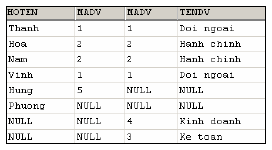 HOTEN MADV MADV TENDV
Thanh 1 1 Doi ngoai
Hoa 2 2 Hanh chinh
Nam 2 2 Hanh chinh
Vinh 1 1 Doi ngoai
Hung 5 NULL NULL
Phuong NULL NULL NULL
NULL NULL 4 Kinh doanh
NULL NULL 3 Ke toan